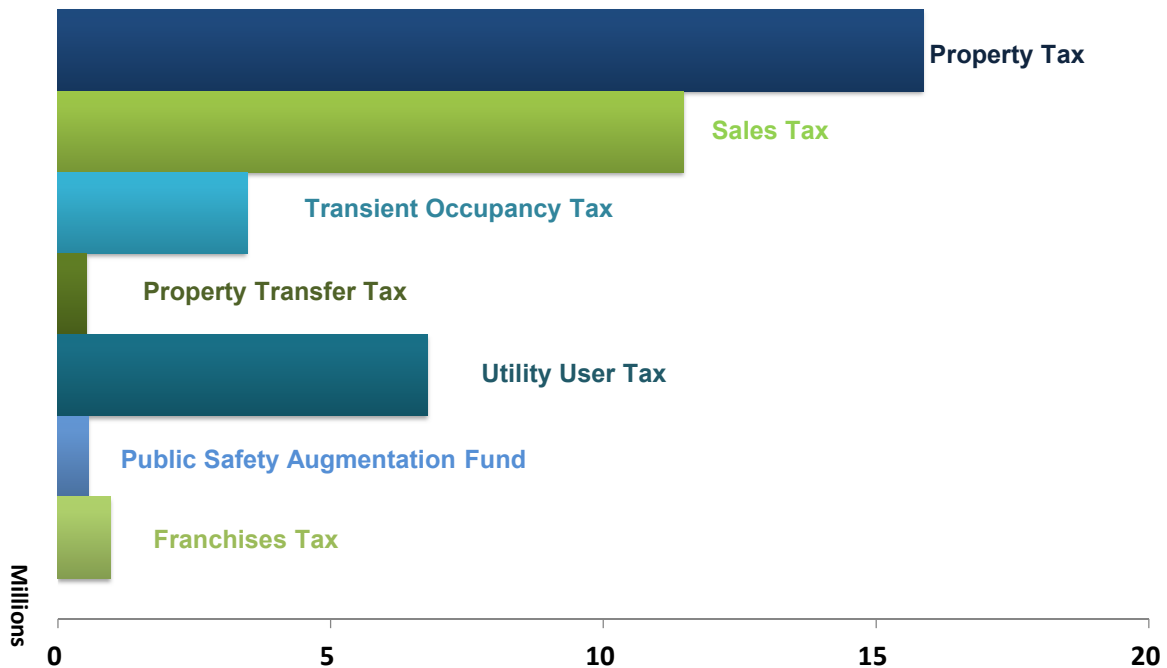 Property Tax
Sales Tax
Transient Occupancy Tax
Property Transfer Tax
Utility User Tax
Public Safety Augmentation Fund
Franchises Tax
Millions
0 5 10 15 20